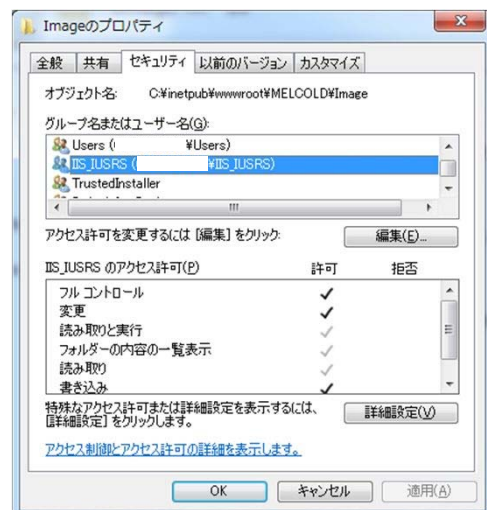 Imageのプロパティ
全般 共有 セキュリティ 以前のバージョン カスタマイズ
オブジェクト名: C:¥inetpub¥wwwroot¥MELCOLD¥Image
グループ名またはユーザー名(G):
Users ( ¥Users)
IIS_IUSRS ( ¥IIS_IUSRS)
TrustedInstaller
アクセス許可を変更するには [編集] をクリック: 編集(E)...
IIS_IUSRS のアクセス許可(P) 許可 拒否
フル コントロール
変更
読み取りと実行
フォルダーの内容の一覧表示
読み取り
書き込み
特殊なアクセス許可または詳細設定を表示するには、
[詳細設定] をクリックします。 詳細設定(V)
アクセス制御とアクセス許可の詳細を表示します。
OK キャンセル 適用(A)